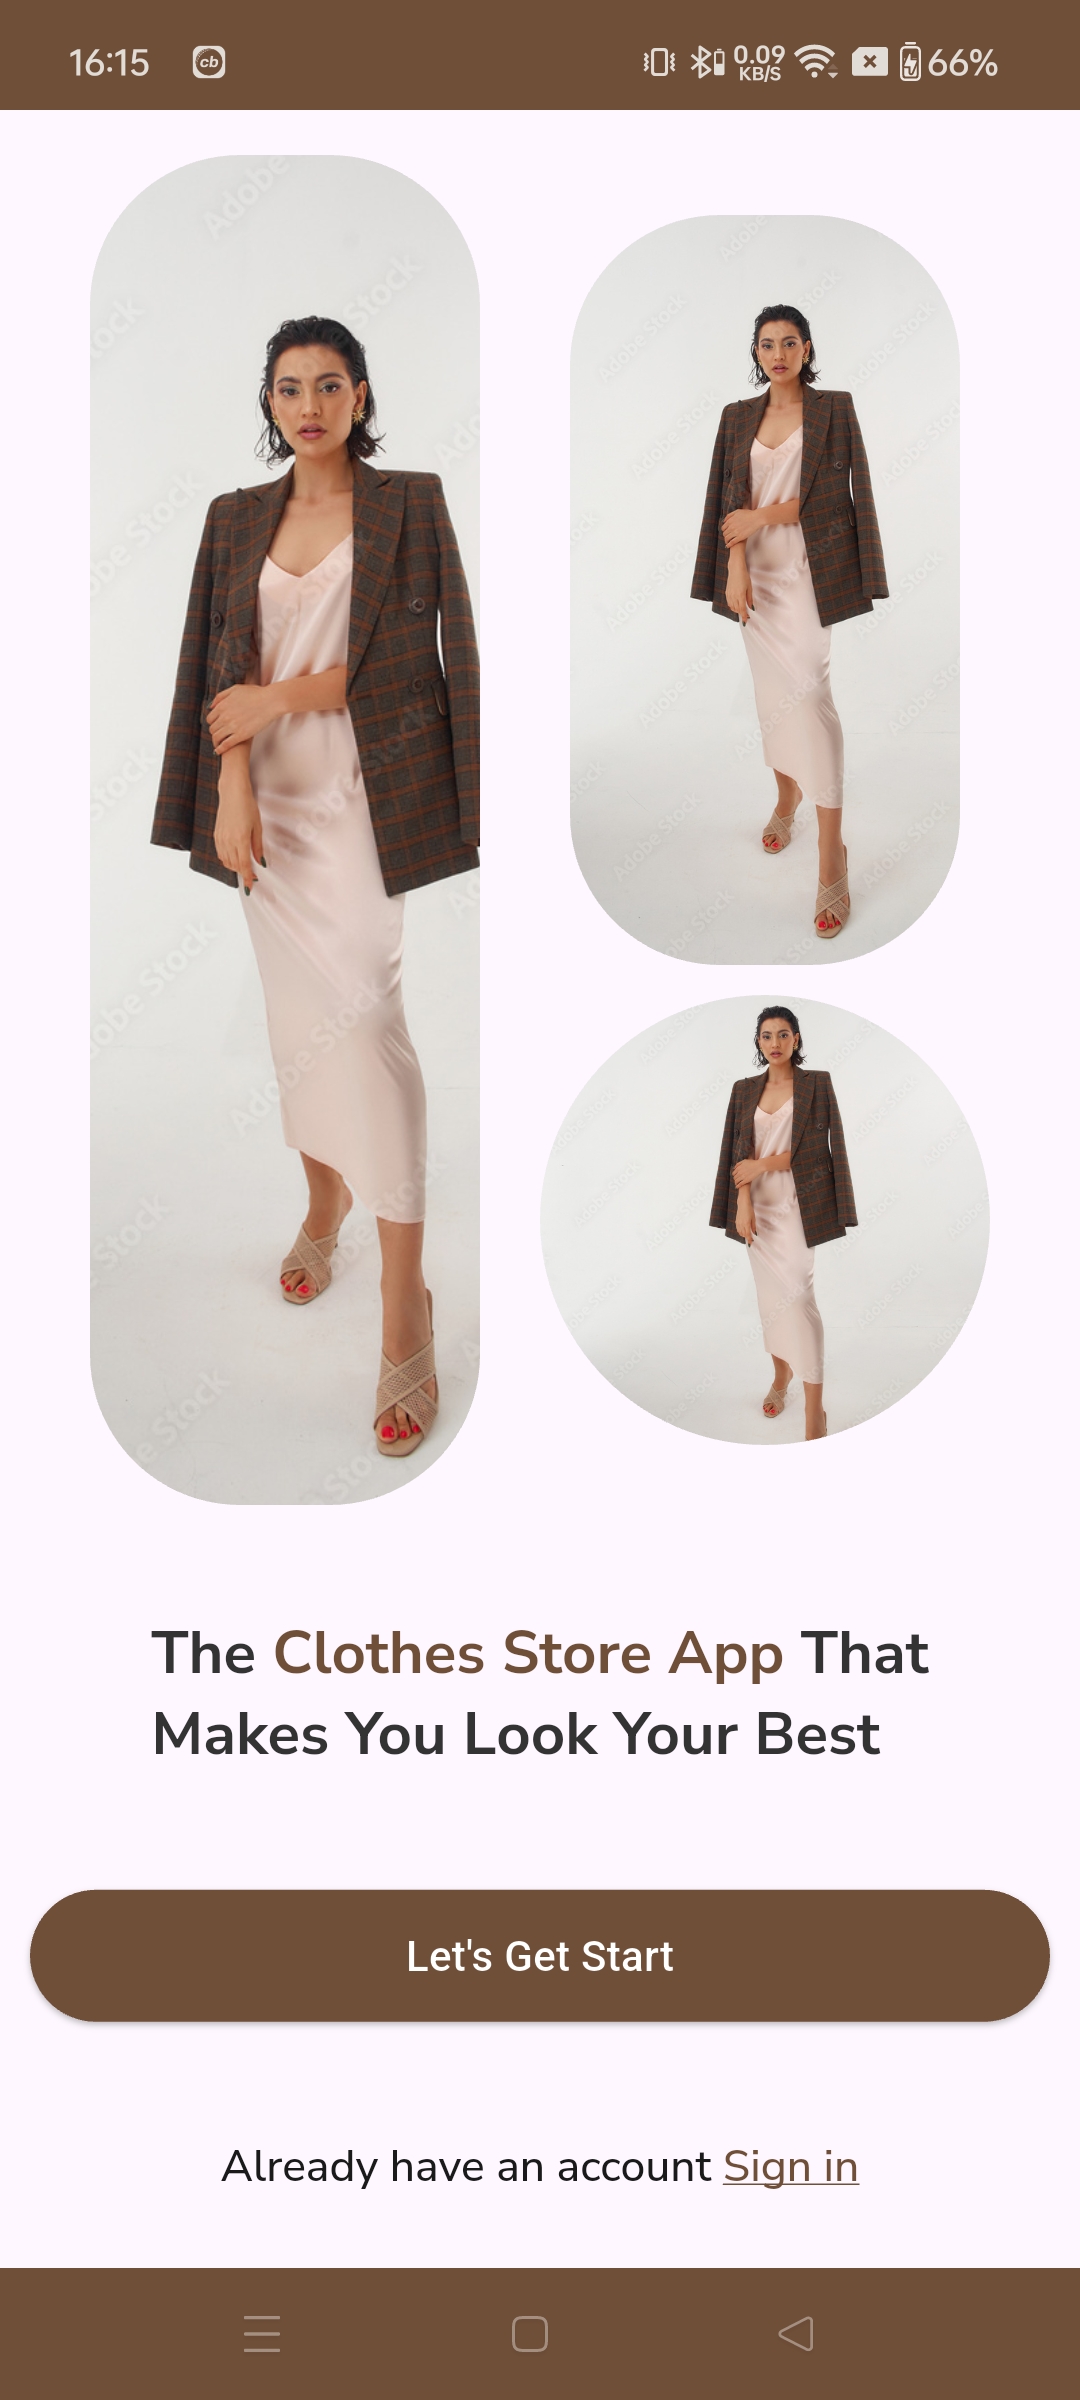 16:15 cb 0.09 KB/S 66%
Adobe Stock
The Clothes Store App That
Makes You Look Your Best
Let's Get Start
Already have an account Sign in